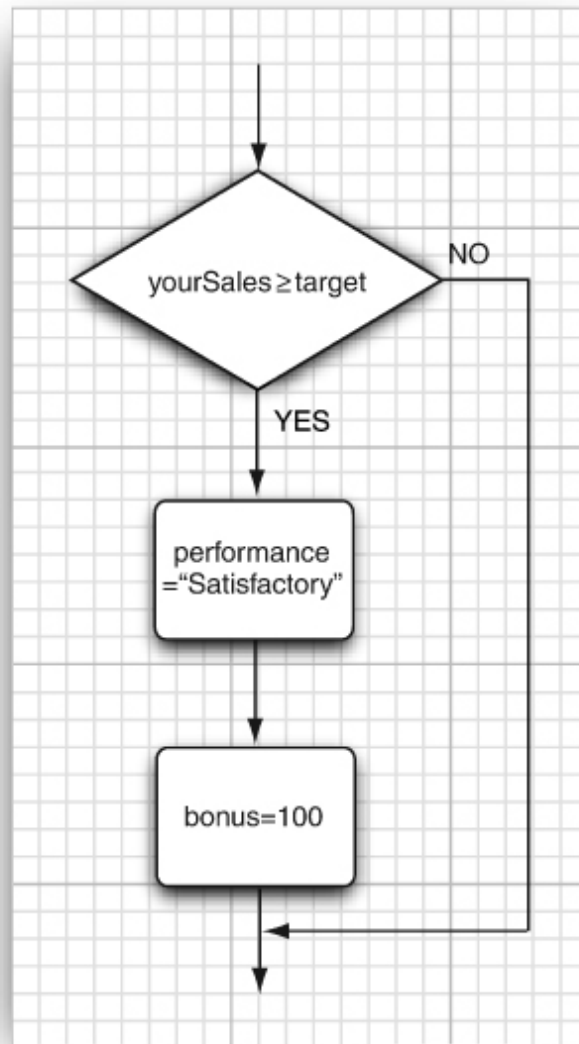 yourSales≥target
NO
YES
performance
=“Satisfactory”
bonus=100